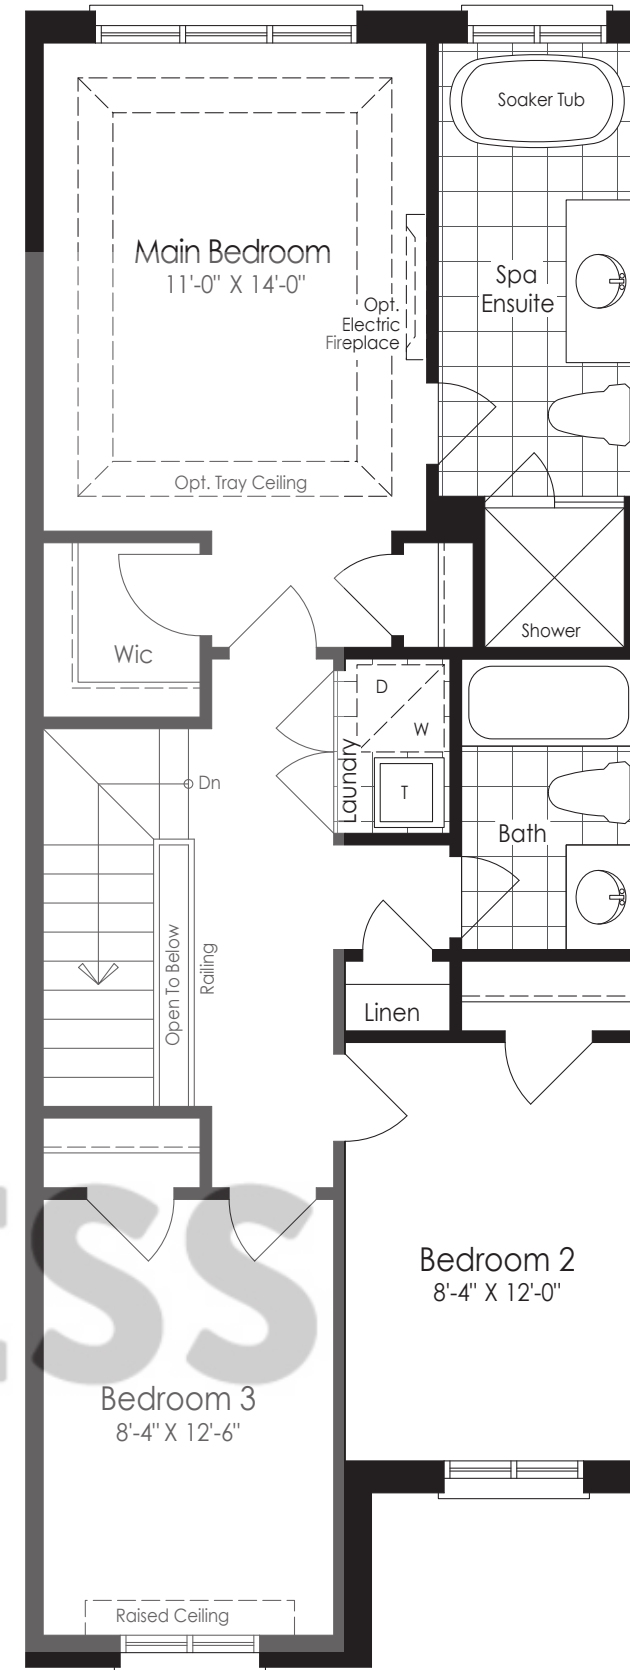 Soaker Tub
Main Bedroom
11'-0" X 14'-0"
Spa
Ensuite
Opt.
Electric
Fireplace
Opt. Tray Ceiling
Wic
Shower
D
W
Laundry
T
Dn
Bath
Open To Below
Railing
Linen
Bedroom 2
8'-4" X 12'-0"
ESS
Bedroom 3
8'-4" X 12'-6"
Raised Ceiling